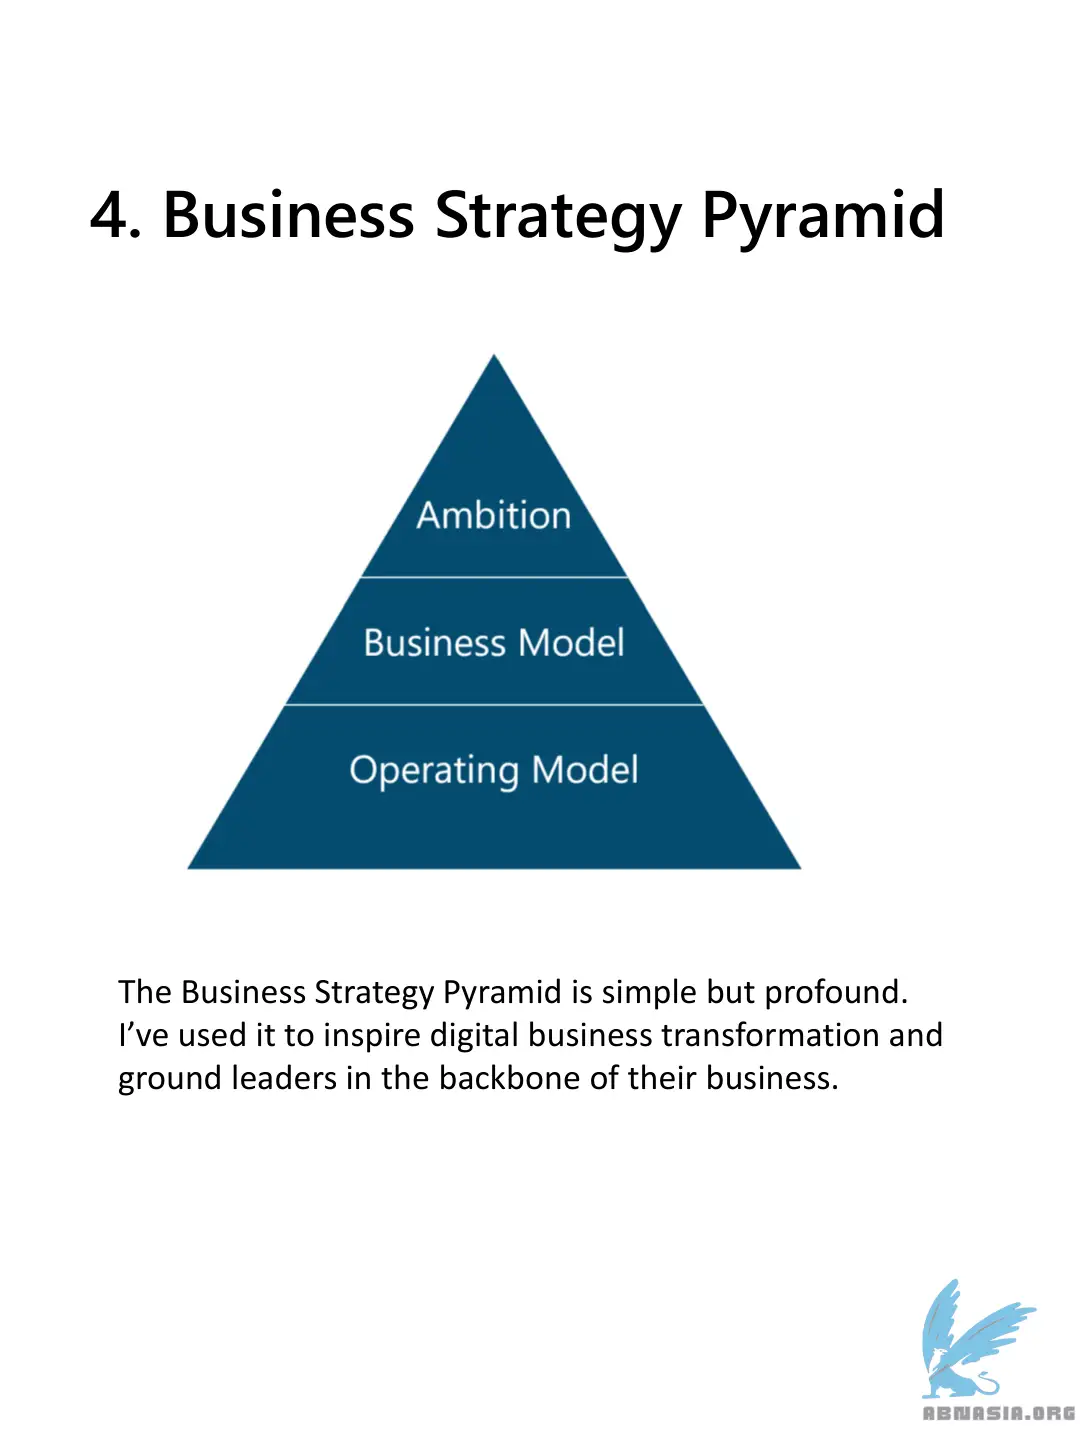 4. Business Strategy Pyramid
Ambition
Business Model
Operating Model
The Business Strategy Pyramid is simple but profound.
I’ve used it to inspire digital business transformation and
ground leaders in the backbone of their business.
ABNASIA.ORG